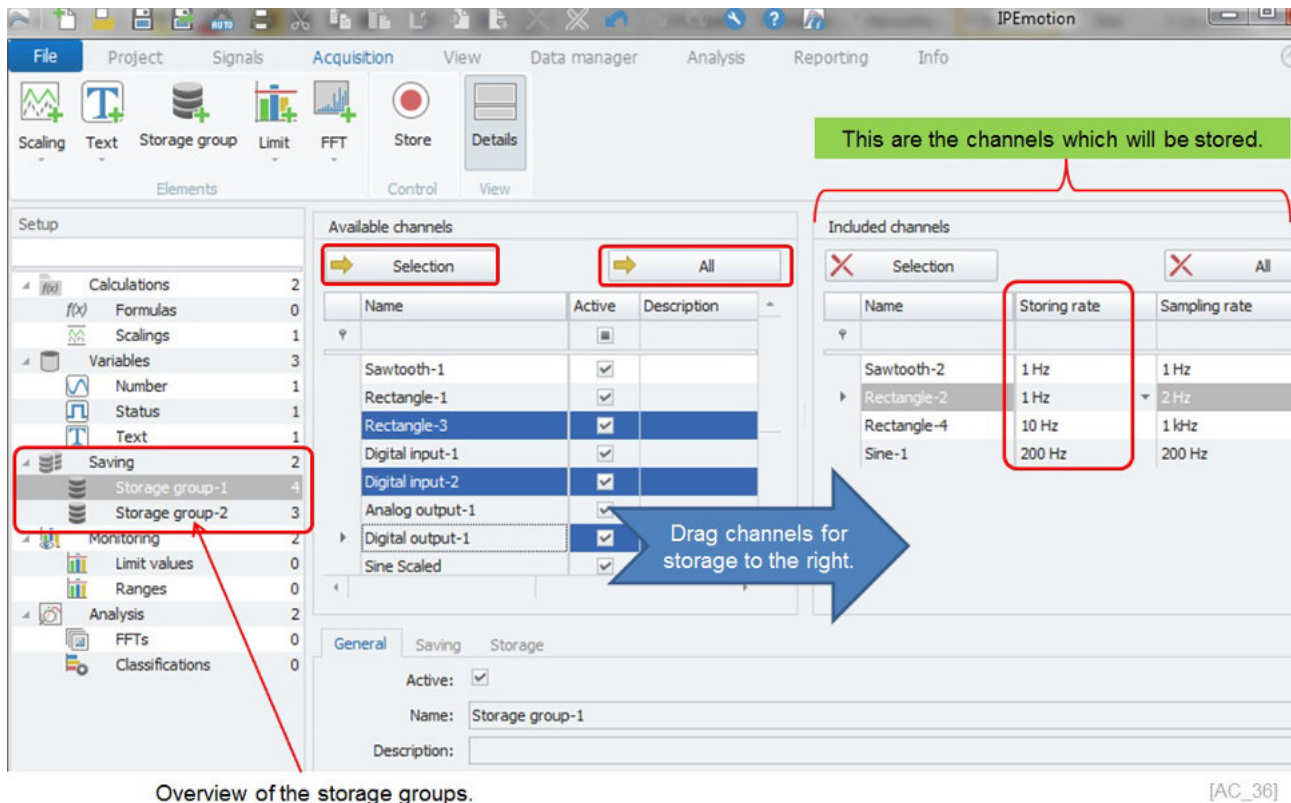 IPEmotion
File Project Signals Acquisition View Data manager Analysis Reporting Info
AUTO
Scaling Text Storage group Limit FFT Store Details
Elements Control View
This are the channels which will be stored.
Setup
Available channels
Included channels
Selection All
Selection All
Calculations 2
f(x) Formulas 0
Scalings 1
Variables 3
Number 1
Status 1
Text 1
Saving 2
Storage group-1 4
Storage group-2 3
Monitoring 2
Limit values 0
Ranges 0
Analysis 2
FFTs 0
Classifications 0
Name Active Description
Sawtooth-1
Rectangle-1
Rectangle-3
Digital input-1
Digital input-2
Analog output-1
Digital output-1
Sine Scaled
Drag channels for
storage to the right.
Name Storing rate Sampling rate
Sawtooth-2 1 Hz 1 Hz
Rectangle-2 1 Hz 2 Hz
Rectangle-4 10 Hz 1 kHz
Sine-1 200 Hz 200 Hz
General Saving Storage
Active:
Name: Storage group-1
Description:
Overview of the storage groups.
[AC_36]